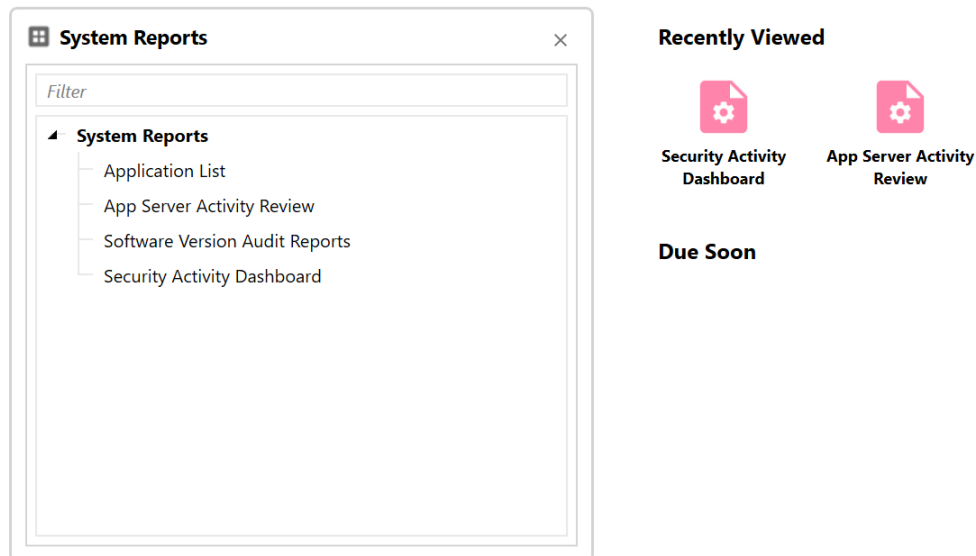 System Reports
Filter
System Reports
Application List
App Server Activity Review
Software Version Audit Reports
Security Activity Dashboard
Recently Viewed
Security Activity
Dashboard
App Server Activity
Review
Due Soon